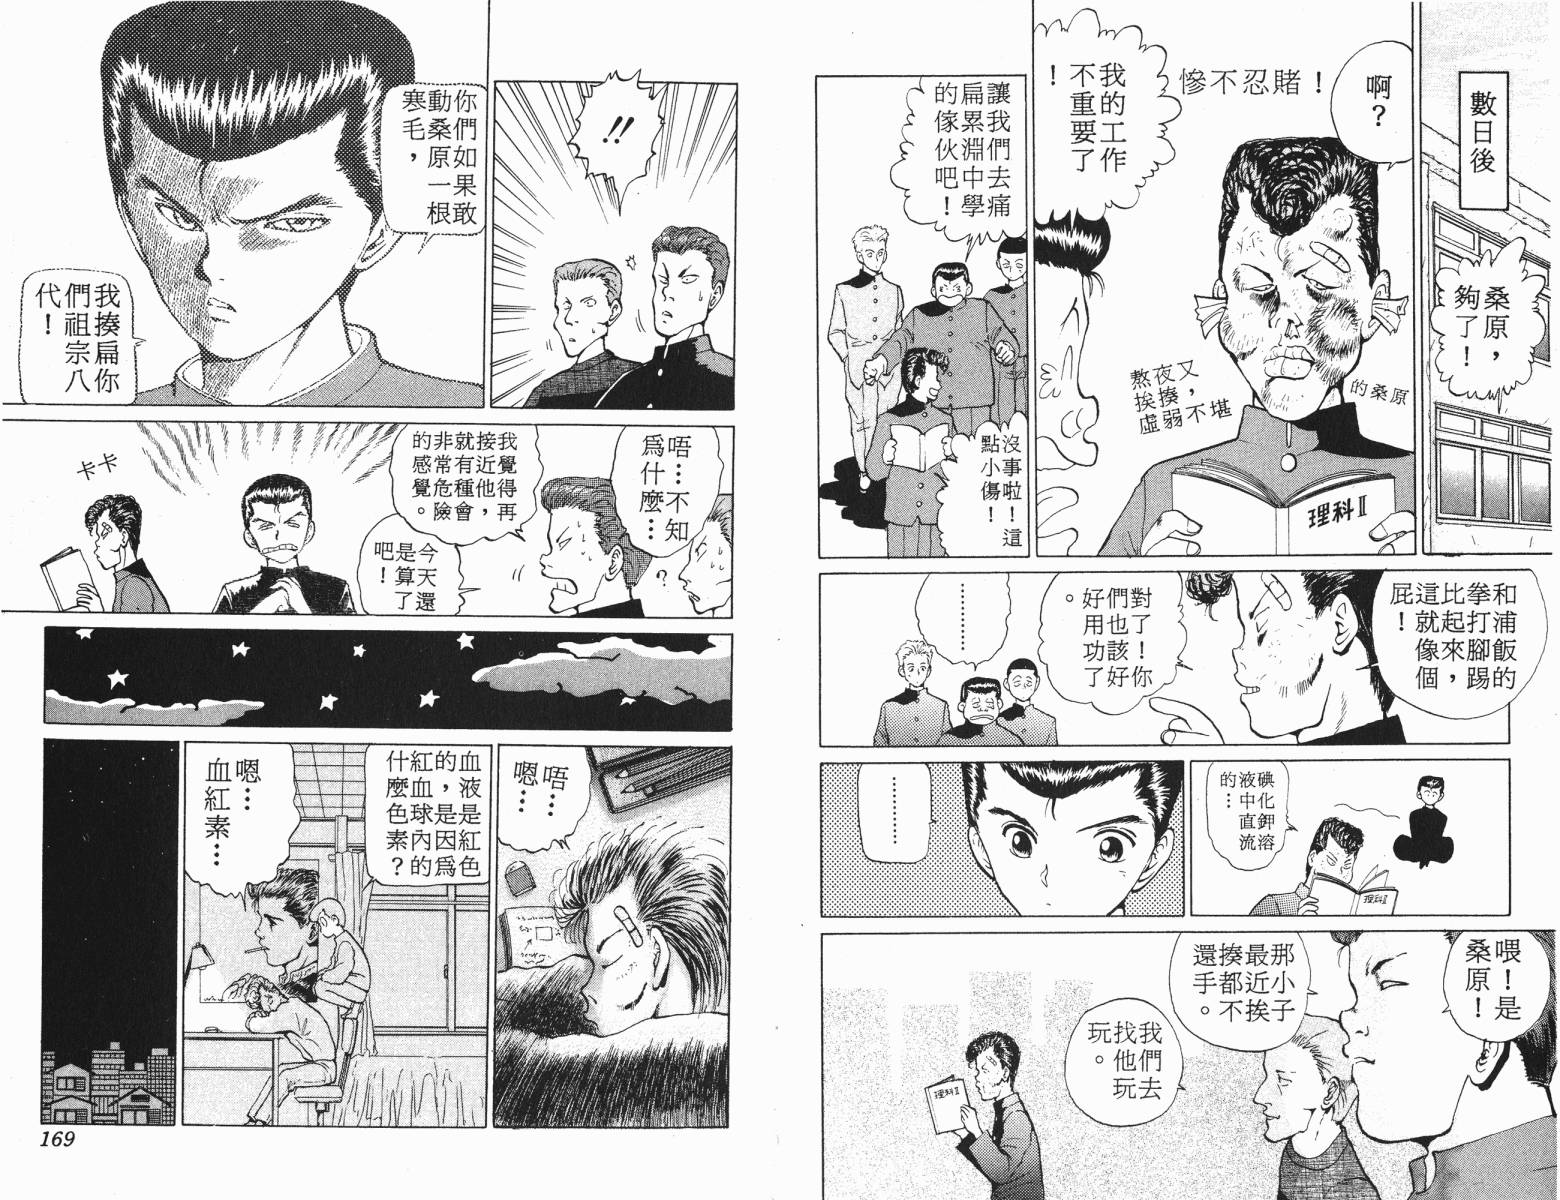 數日後
桑原，
夠了！
啊？
慘不忍賭！
我的工作
不重要了
！
又堪
夜揍，
熬挨虛弱不
的桑原
理科Ⅱ
讓我們去痛
扁累淵中學
的傢伙吧！
沒事啦！這
點小傷！
和浦飯的
拳打腳踢
比起來，
這就像個
屁！
對了！你
們也該好
好用功了
。
…………
碘化鉀溶
液中直流
的…
理科Ⅱ
…………
喂！是
桑原！
那小子
最近挨
揍都不
還手。
我們去
找他玩
玩。
理科Ⅱ
!!
你們如果敢
動桑原一根
寒毛，
我揍扁你
們祖宗八
代！
唔…不知
為什麼…
？
我覺得再
接近他，
就有種會
非常危險
的感覺。
今天還
是算了
吧！
卡卡
唔…
嗯…
血液是紅色
的，是因為
紅血球內的
什麼色素？
嗯…
血紅素…
169